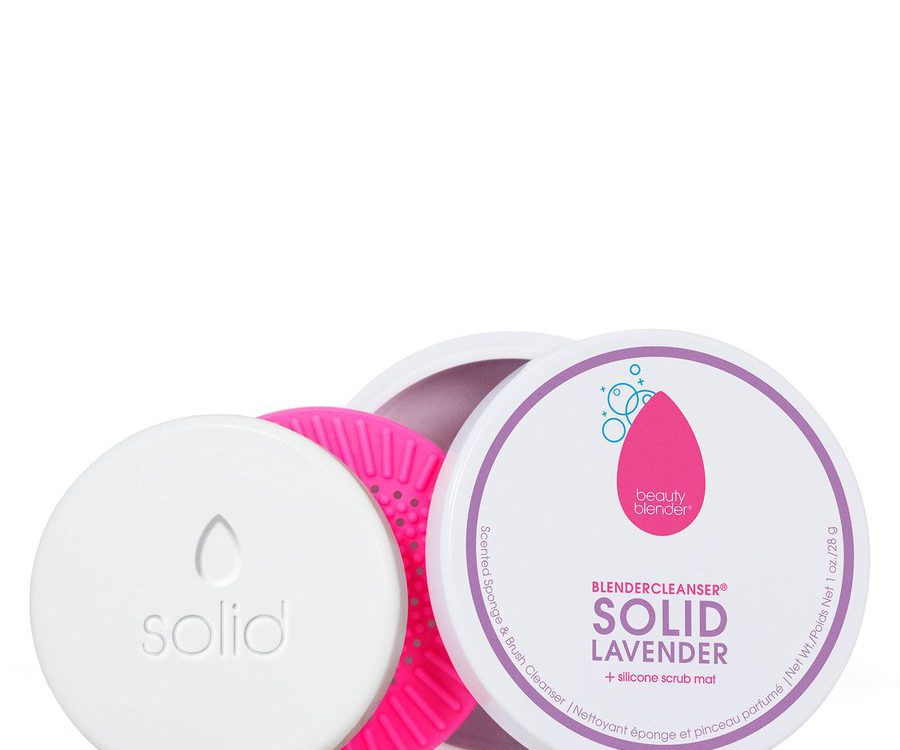 solid
beauty
blender®
BLENDERCLEANSER®
SOLID
LAVENDER
+ silicone scrub mat
Scented Sponge & Brush Cleanser | Nettoyant éponge et pinceau parfumé | Net Wt./Poids Net 1 oz./28 g